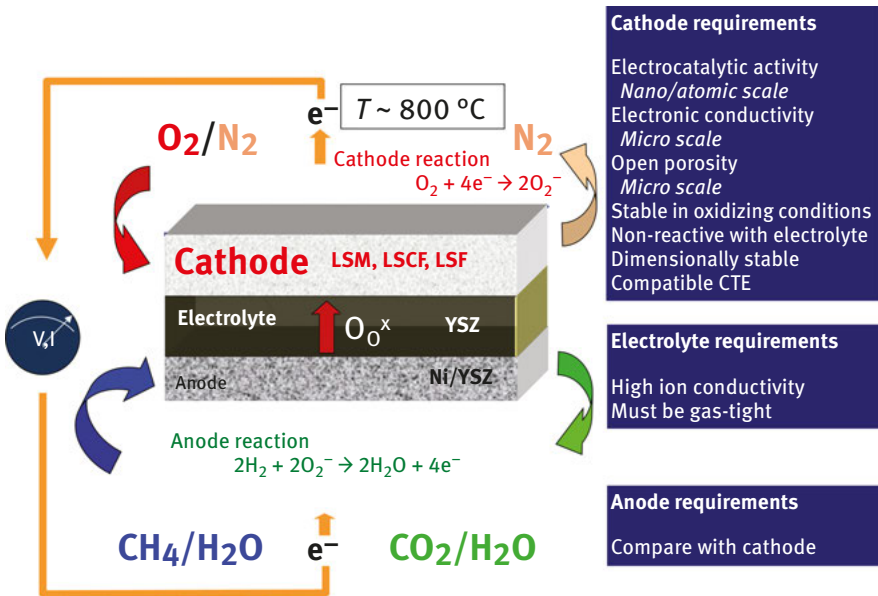 e⁻
T ~ 800 °C
O₂/N₂
N₂
Cathode reaction
O₂ + 4e⁻ → 2O₂⁻
Cathode
LSM, LSCF, LSF
Electrolyte
O_O^x
YSZ
V,I
Anode
Ni/YSZ
Anode reaction
2H₂ + 2O₂⁻ → 2H₂O + 4e⁻
CH₄/H₂O
e⁻
CO₂/H₂O
Cathode requirements
Electrocatalytic activity
Nano/atomic scale
Electronic conductivity
Micro scale
Open porosity
Micro scale
Stable in oxidizing conditions
Non-reactive with electrolyte
Dimensionally stable
Compatible CTE
Electrolyte requirements
High ion conductivity
Must be gas-tight
Anode requirements
Compare with cathode